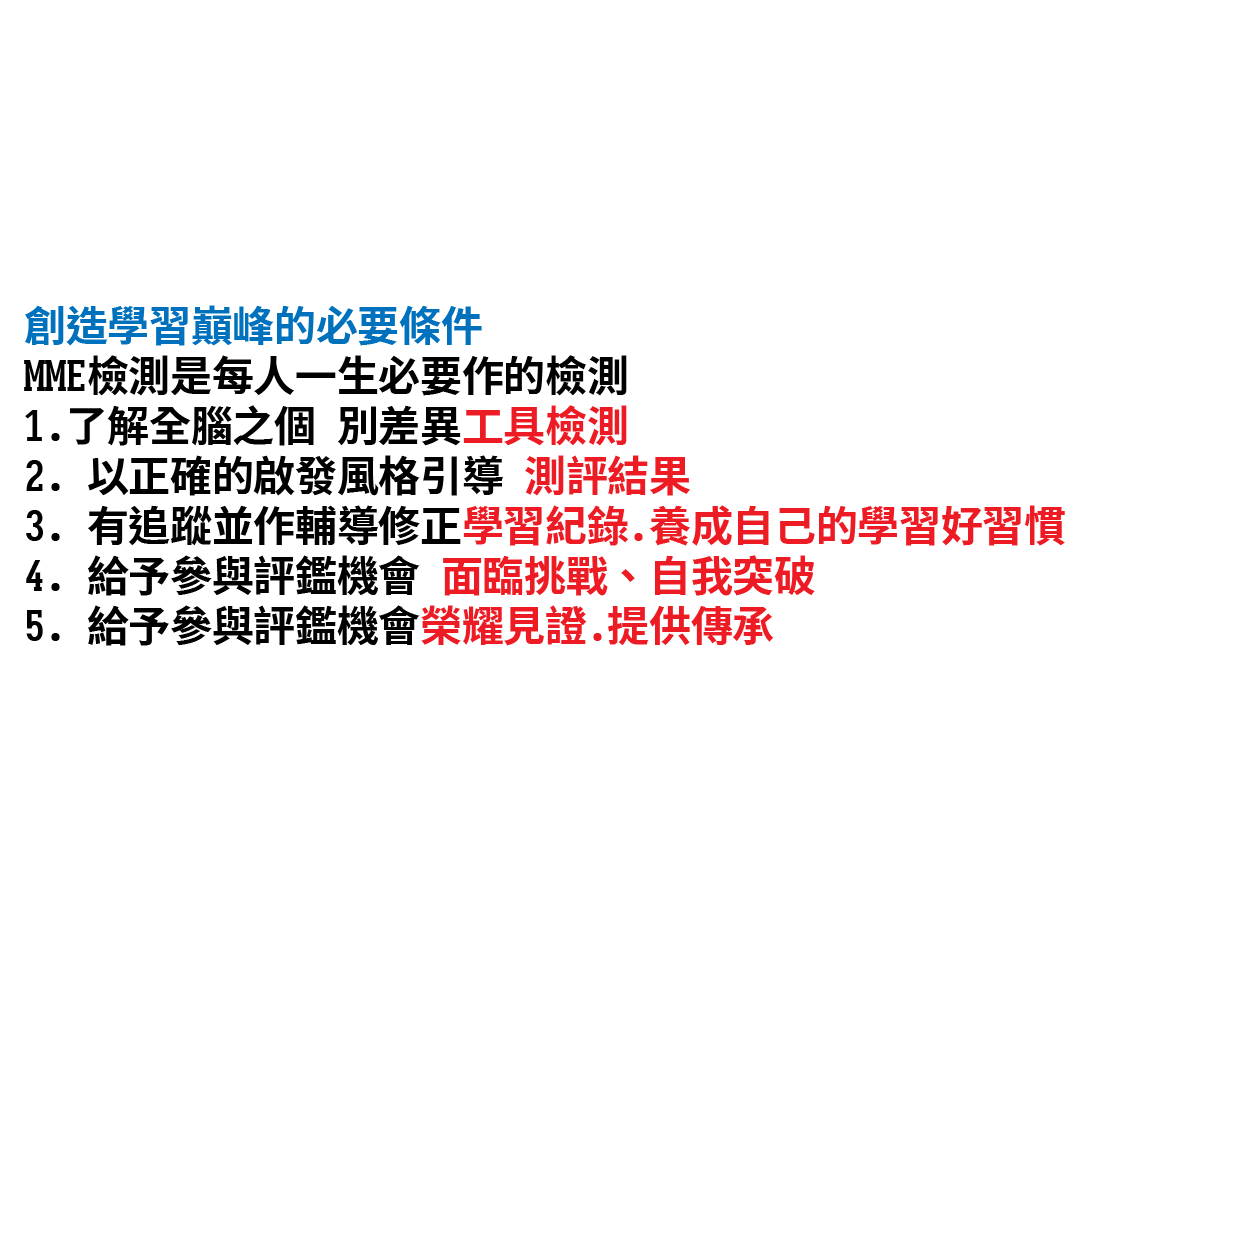 創造學習巔峰的必要條件
MME檢測是每人一生必要作的檢測
1.了解全腦之個 別差異工具檢測
2. 以正確的啟發風格引導 測評結果
3. 有追蹤並作輔導修正學習紀錄.養成自己的學習好習慣
4. 給予參與評鑑機會 面臨挑戰、自我突破
5. 給予參與評鑑機會榮耀見證.提供傳承